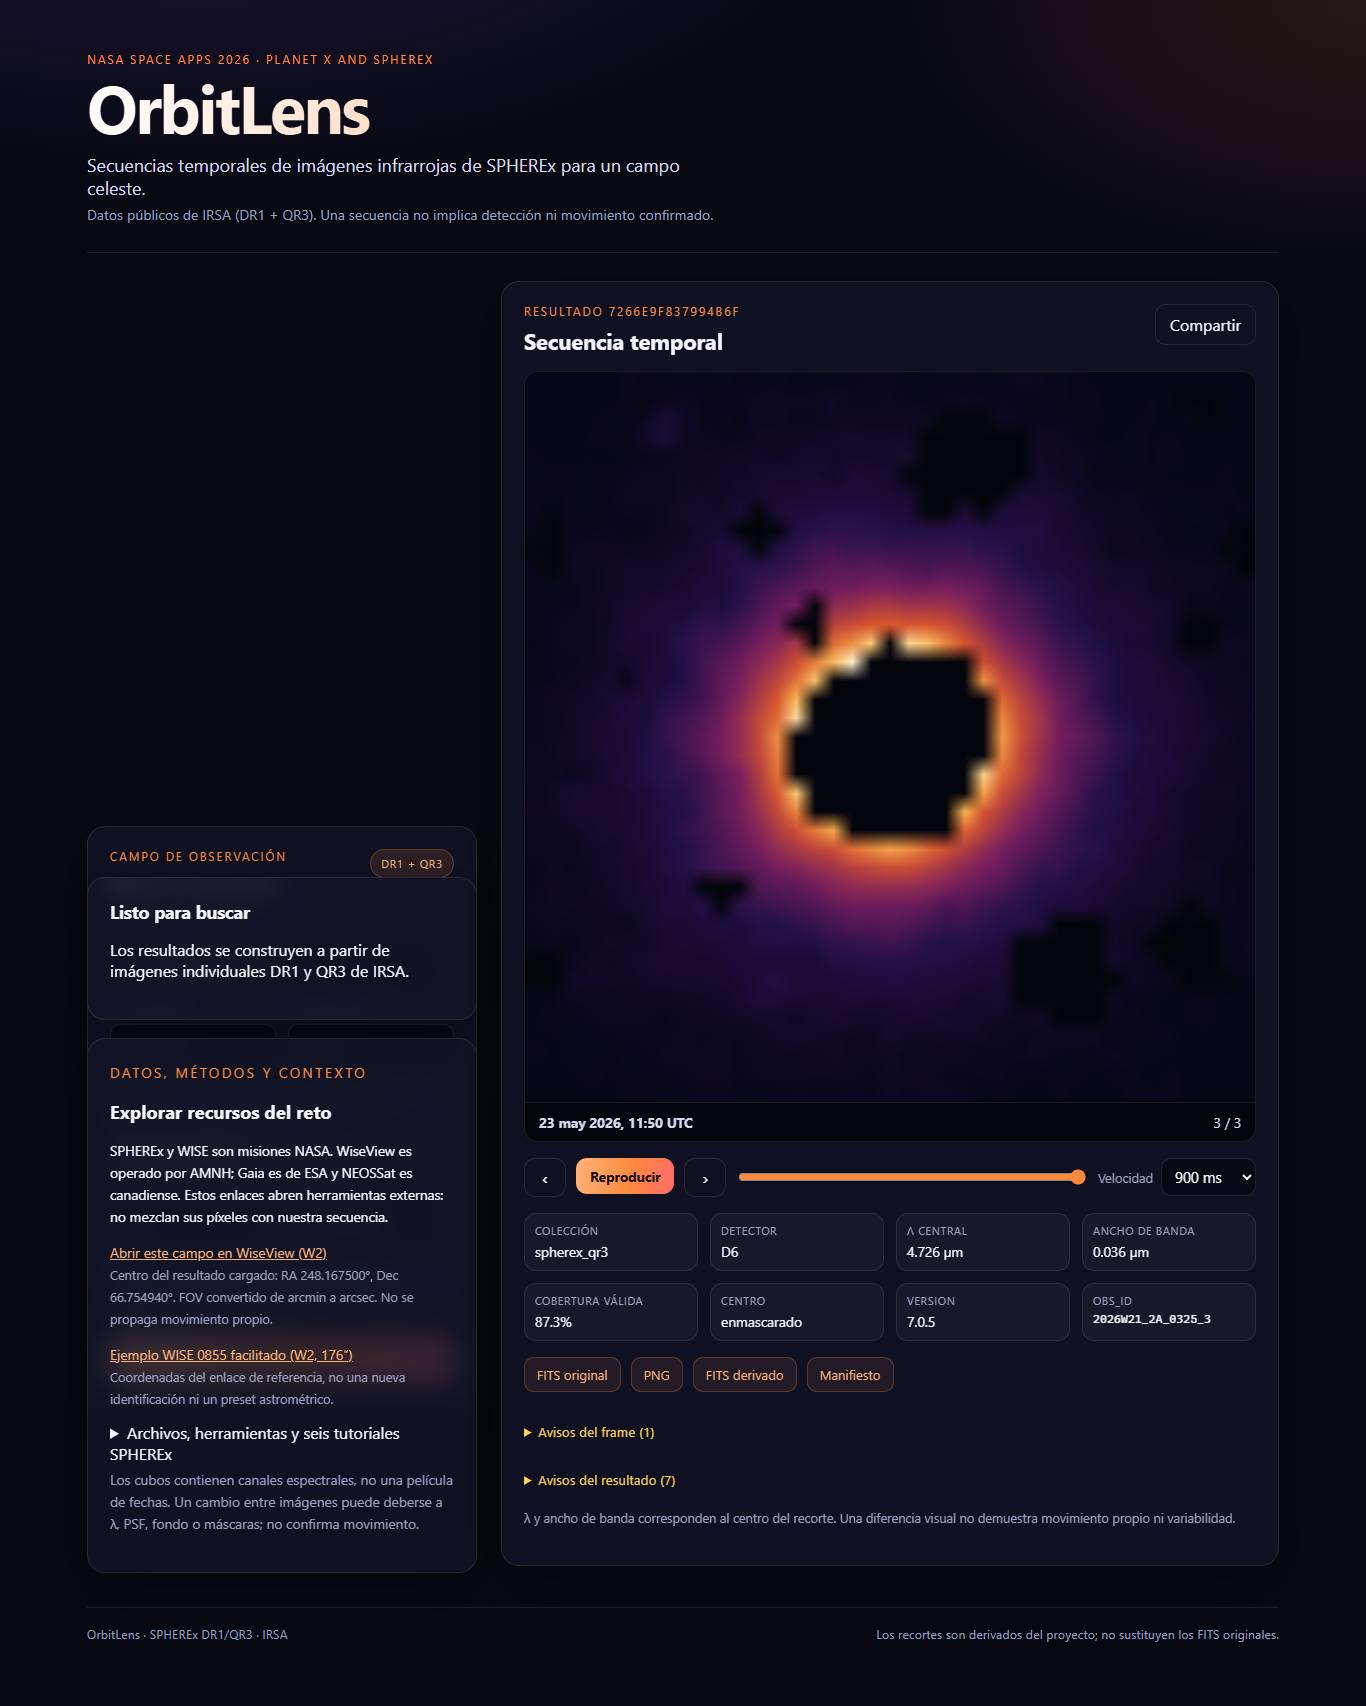 NASA SPACE APPS 2026 · PLANET X AND SPHEREX
OrbitLens
Secuencias temporales de imágenes infrarrojas de SPHEREx para un campo
celeste.
Datos públicos de IRSA (DR1 + QR3). Una secuencia no implica detección ni movimiento confirmado.
CAMPO DE OBSERVACIÓN
DR1 + QR3
Listo para buscar
Los resultados se construyen a partir de
imágenes individuales DR1 y QR3 de IRSA.
DATOS, MÉTODOS Y CONTEXTO
Explorar recursos del reto
SPHEREx y WISE son misiones NASA. WiseView es
operado por AMNH; Gaia es de ESA y NEOSSat es
canadiense. Estos enlaces abren herramientas externas:
no mezclan sus píxeles con nuestra secuencia.
Abrir este campo en WiseView (W2)
Centro del resultado cargado: RA 248.167500°, Dec
66.754940°. FOV convertido de arcmin a arcsec. No se
propaga movimiento propio.
Ejemplo WISE 0855 facilitado (W2, 176″)
Coordenadas del enlace de referencia, no una nueva
identificación ni un preset astrométrico.
▶ Archivos, herramientas y seis tutoriales
SPHEREx
Los cubos contienen canales espectrales, no una película
de fechas. Un cambio entre imágenes puede deberse a
λ, PSF, fondo o máscaras; no confirma movimiento.
RESULTADO 7266E9F837994B6F
Secuencia temporal
Compartir
23 may 2026, 11:50 UTC
3 / 3
‹
Reproducir
›
Velocidad
900 ms
COLECCIÓN
spherex_qr3
DETECTOR
D6
Λ CENTRAL
4.726 µm
ANCHO DE BANDA
0.036 µm
COBERTURA VÁLIDA
87.3%
CENTRO
enmascarado
VERSION
7.0.5
OBS_ID
2026W21_2A_0325_3
FITS original
PNG
FITS derivado
Manifiesto
▶ Avisos del frame (1)
▶ Avisos del resultado (7)
λ y ancho de banda corresponden al centro del recorte. Una diferencia visual no demuestra movimiento propio ni variabilidad.
OrbitLens · SPHEREx DR1/QR3 · IRSA
Los recortes son derivados del proyecto; no sustituyen los FITS originales.